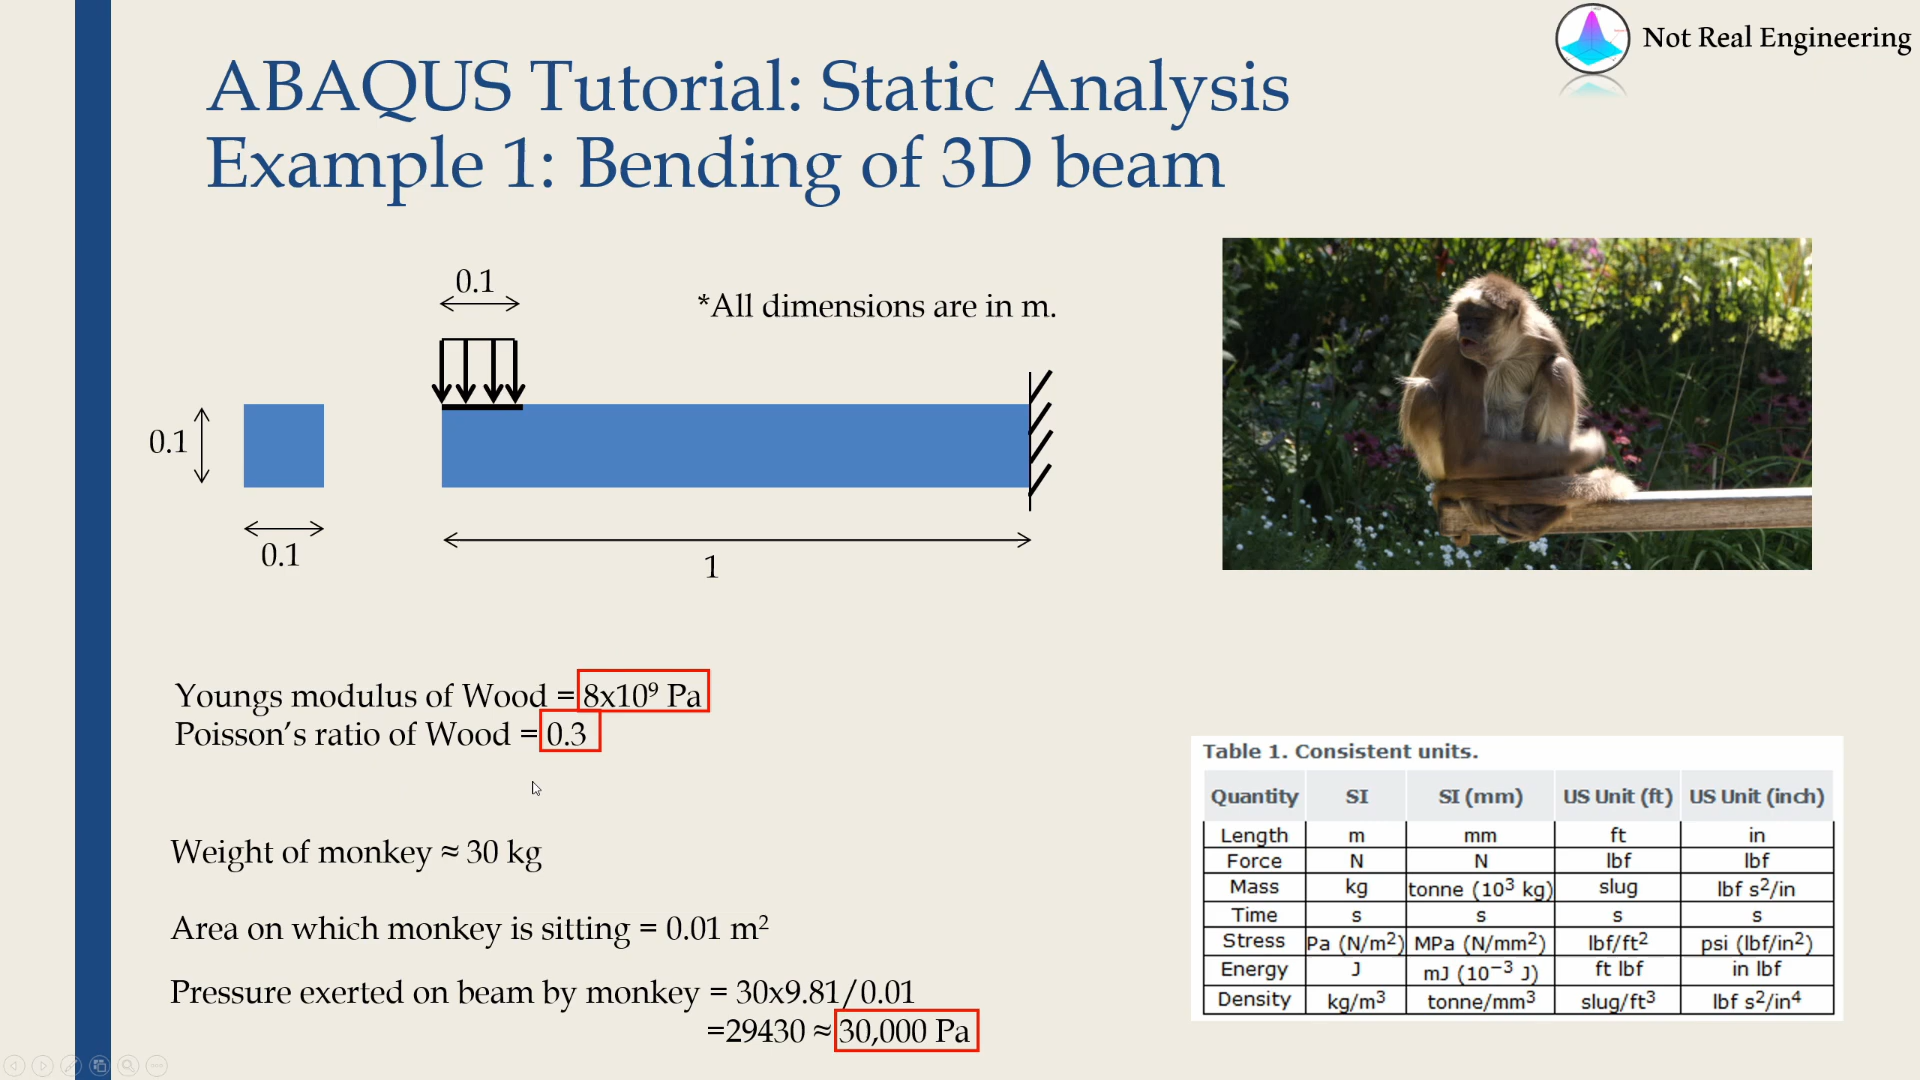 Not Real Engineering
ABAQUS Tutorial: Static Analysis
Example 1: Bending of 3D beam
0.1
*All dimensions are in m.
0.1
0.1
1
Youngs modulus of Wood = 8x10⁹ Pa
Poisson’s ratio of Wood = 0.3
Weight of monkey ≈ 30 kg
Area on which monkey is sitting = 0.01 m²
Pressure exerted on beam by monkey = 30x9.81/0.01
=29430 ≈ 30,000 Pa
Table 1. Consistent units.
Quantity SI SI (mm) US Unit (ft) US Unit (inch)
Length m mm ft in
Force N N lbf lbf
Mass kg tonne (10³ kg) slug lbf s²/in
Time s s s s
Stress Pa (N/m²) MPa (N/mm²) lbf/ft² psi (lbf/in²)
Energy J mJ (10⁻³ J) ft lbf in lbf
Density kg/m³ tonne/mm³ slug/ft³ lbf s²/in⁴